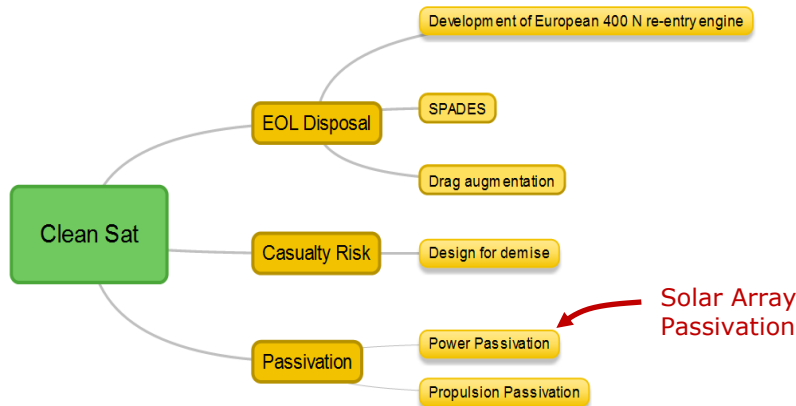 Development of European 400 N re-entry engine
EOL Disposal
SPADES
Drag augmentation
Clean Sat
Casualty Risk
Design for demise
Solar Array
Passivation
Passivation
Power Passivation
Propulsion Passivation